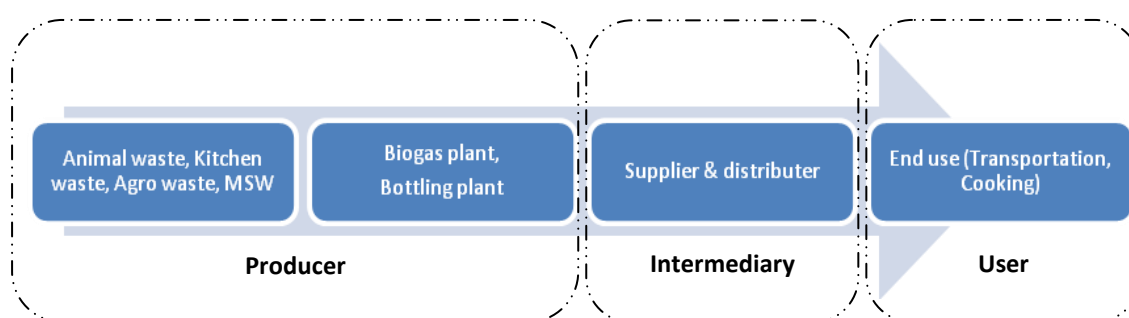 Animal waste, Kitchen
waste, Agro waste, MSW
Biogas plant,
Bottling plant
Supplier & distributer
End use (Transportation,
Cooking)
Producer
Intermediary
User